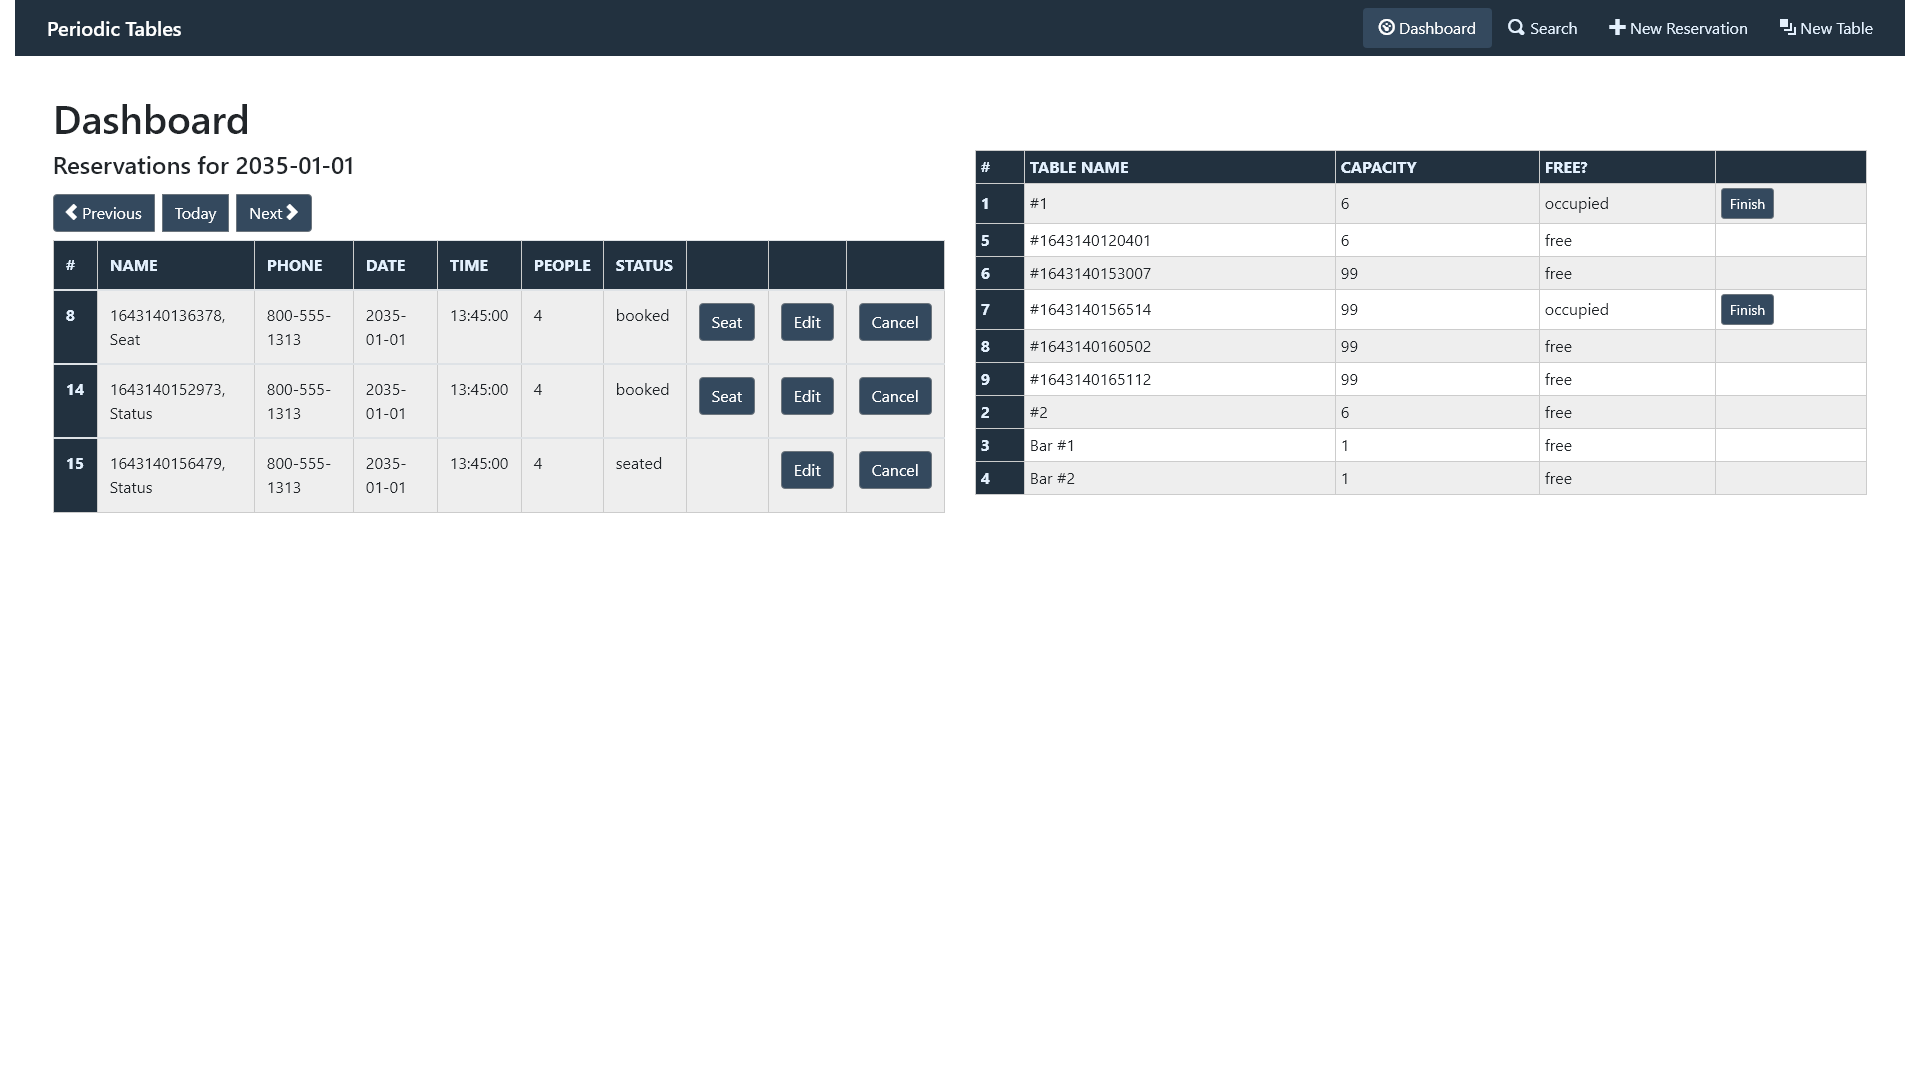 Periodic Tables
Dashboard
Search
New Reservation
New Table
Dashboard
Reservations for 2035-01-01
Previous
Today
Next
# NAME PHONE DATE TIME PEOPLE STATUS
8 1643140136378, 800-555- 2035- 13:45:00 4 booked Seat Edit Cancel
Seat 1313 01-01
14 1643140152973, 800-555- 2035- 13:45:00 4 booked Seat Edit Cancel
Status 1313 01-01
15 1643140156479, 800-555- 2035- 13:45:00 4 seated Edit Cancel
Status 1313 01-01
# TABLE NAME CAPACITY FREE?
1 #1 6 occupied Finish
5 #1643140120401 6 free
6 #1643140153007 99 free
7 #1643140156514 99 occupied Finish
8 #1643140160502 99 free
9 #1643140165112 99 free
2 #2 6 free
3 Bar #1 1 free
4 Bar #2 1 free